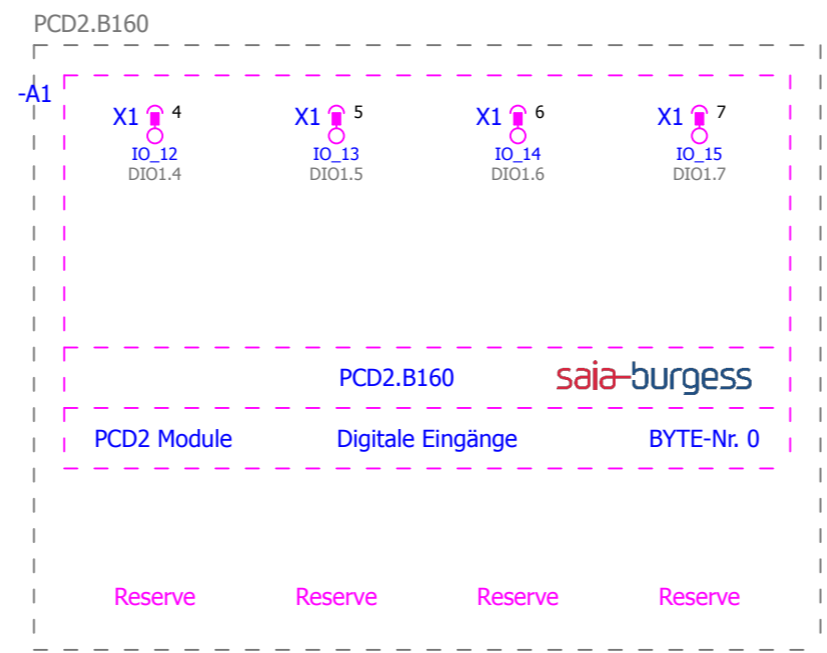 PCD2.B160
-A1
X1 4 X1 5 X1 6 X1 7
IO_12 IO_13 IO_14 IO_15
DIO1.4 DIO1.5 DIO1.6 DIO1.7
PCD2.B160 saia-burgess
PCD2 Module Digitale Eingänge BYTE-Nr. 0
Reserve Reserve Reserve Reserve